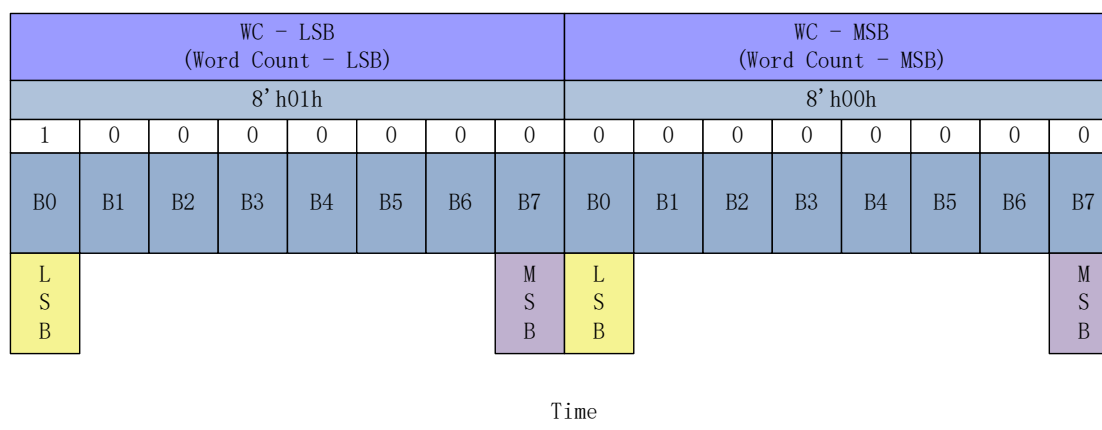 WC - LSB
(Word Count - LSB)
WC - MSB
(Word Count - MSB)
8'h01h
8'h00h
1 0 0 0 0 0 0 0 0 0 0 0 0 0 0 0
B0 B1 B2 B3 B4 B5 B6 B7 B0 B1 B2 B3 B4 B5 B6 B7
L
S
B
M
S
B
L
S
B
M
S
B
Time